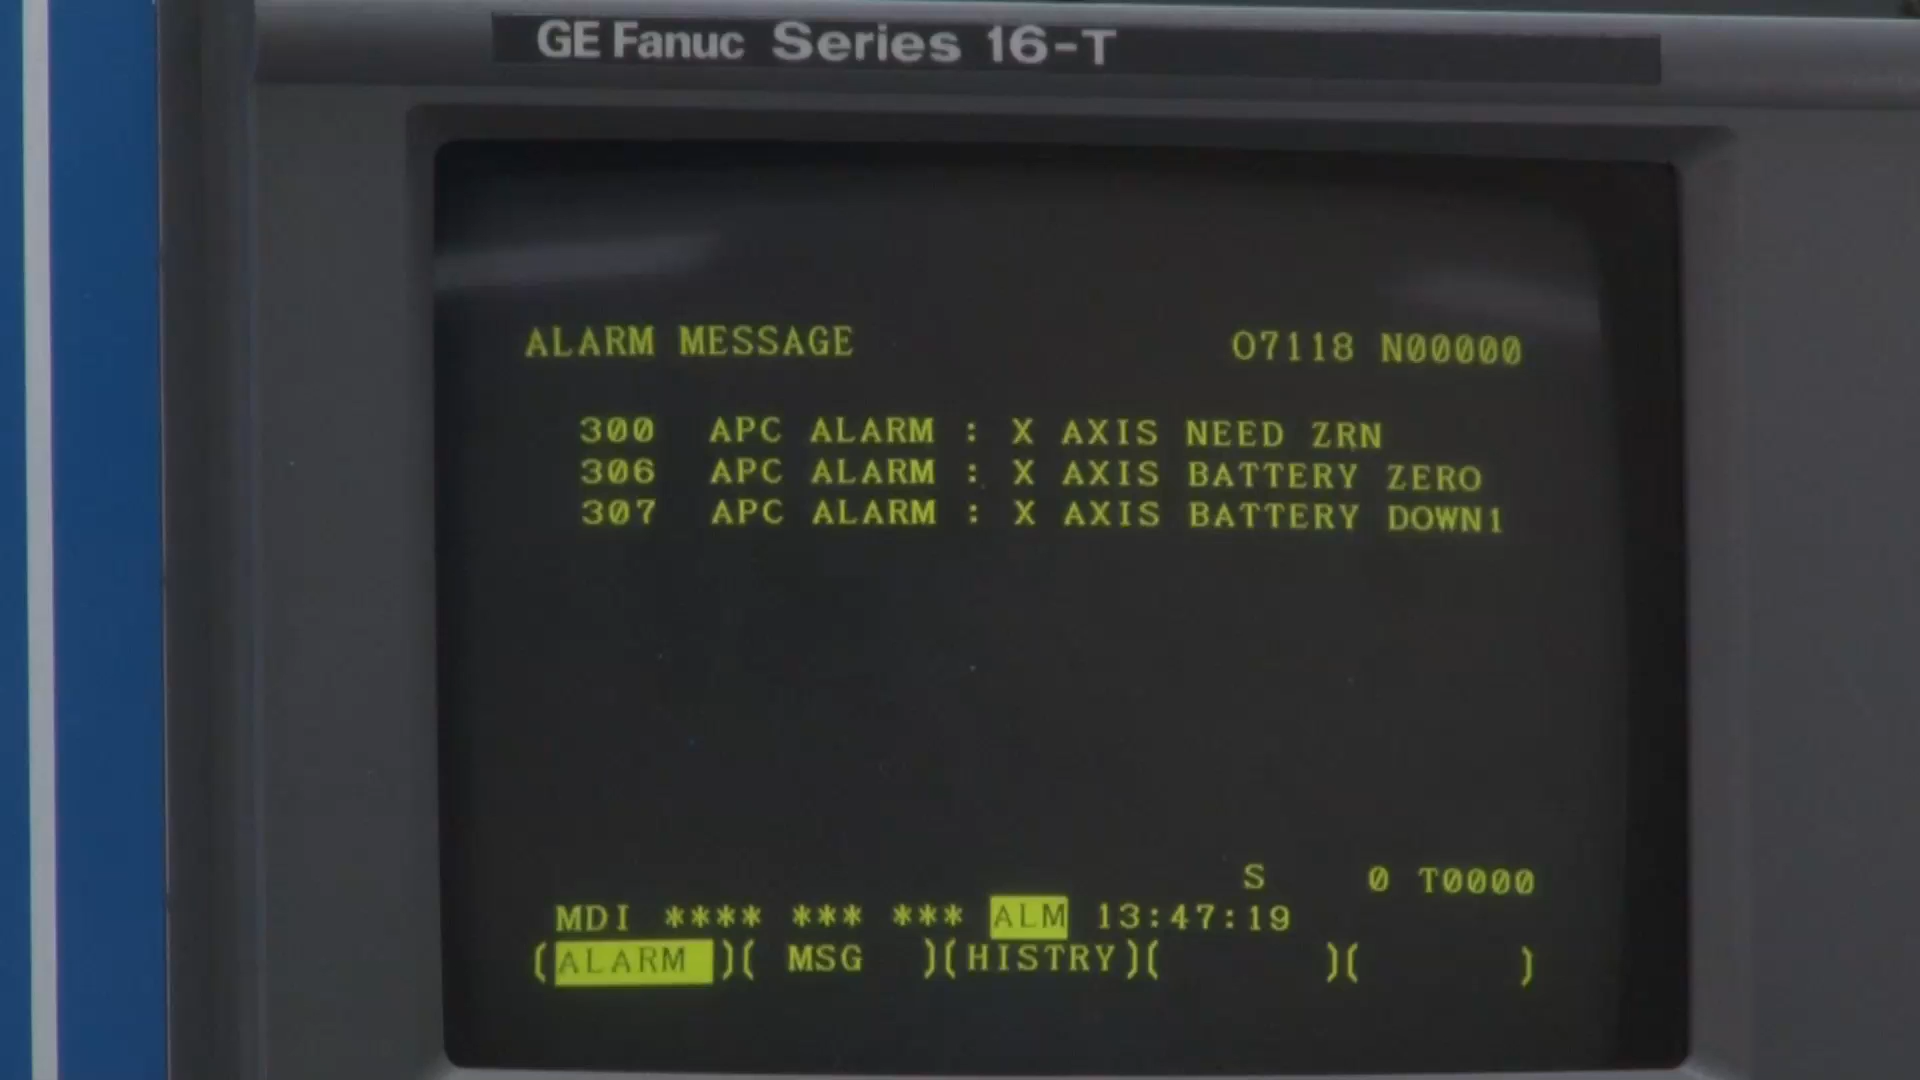 GE Fanuc Series 16-T
ALARM MESSAGE O7118 N00000
300 APC ALARM : X AXIS NEED ZRN
306 APC ALARM : X AXIS BATTERY ZERO
307 APC ALARM : X AXIS BATTERY DOWN1
S 0 T0000
MDI **** *** *** ALM 13:47:19
(ALARM )( MSG )(HISTRY)( )( )